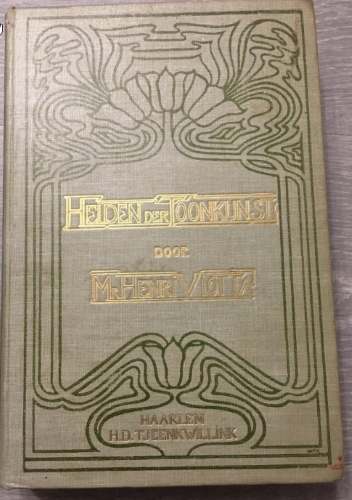 HELDEN DER TOONKUNST
DOOR
MR HENRI VIOTTA
HAARLEM
H.D. TJEENK WILLINK